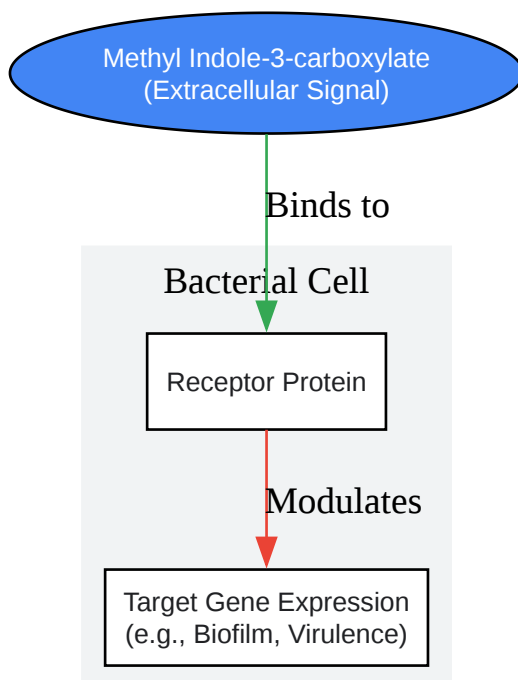 Methyl Indole-3-carboxylate
(Extracellular Signal)
Binds to
Bacterial Cell
Receptor Protein
Modulates
Target Gene Expression
(e.g., Biofilm, Virulence)